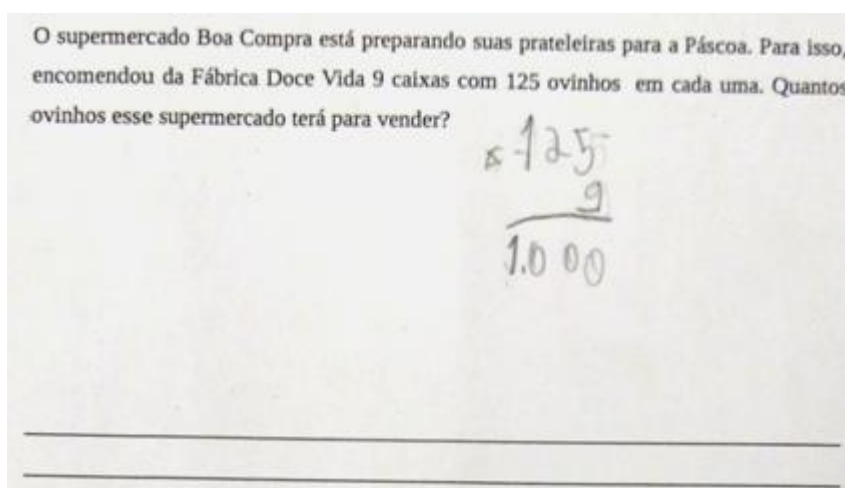 O supermercado Boa Compra está preparando suas prateleiras para a Páscoa. Para isso,
encomendou da Fábrica Doce Vida 9 caixas com 125 ovinhos em cada uma. Quantos
ovinhos esse supermercado terá para vender?
x 125
9
1.000